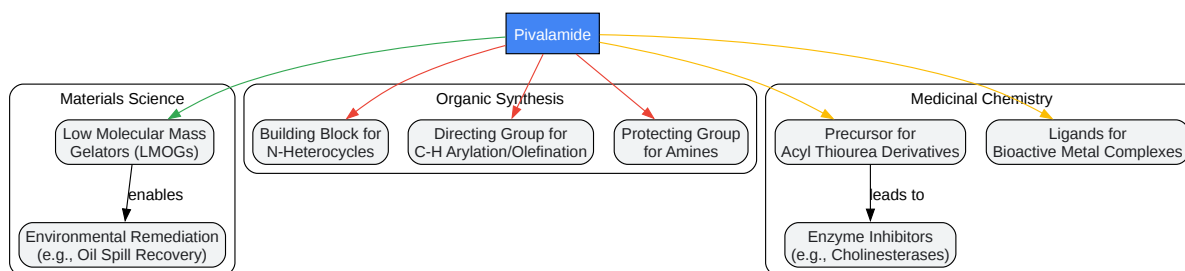 Pivalamide
Materials Science
Low Molecular Mass
Gelators (LMOGs)
enables
Environmental Remediation
(e.g., Oil Spill Recovery)
Organic Synthesis
Building Block for
N-Heterocycles
Directing Group for
C-H Arylation/Olefination
Protecting Group
for Amines
Medicinal Chemistry
Precursor for
Acyl Thiourea Derivatives
Ligands for
Bioactive Metal Complexes
leads to
Enzyme Inhibitors
(e.g., Cholinesterases)